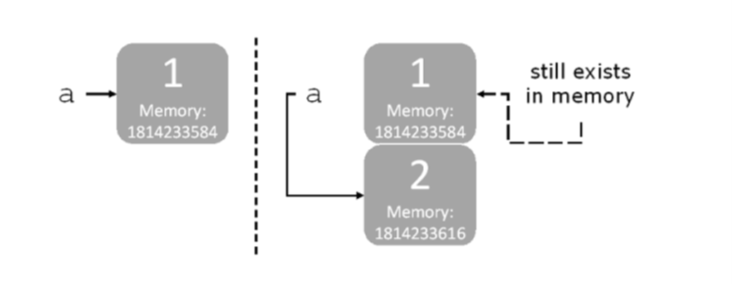 a
1
Memory:
1814233584
a
1
Memory:
1814233584
still exists
in memory
2
Memory:
1814233616